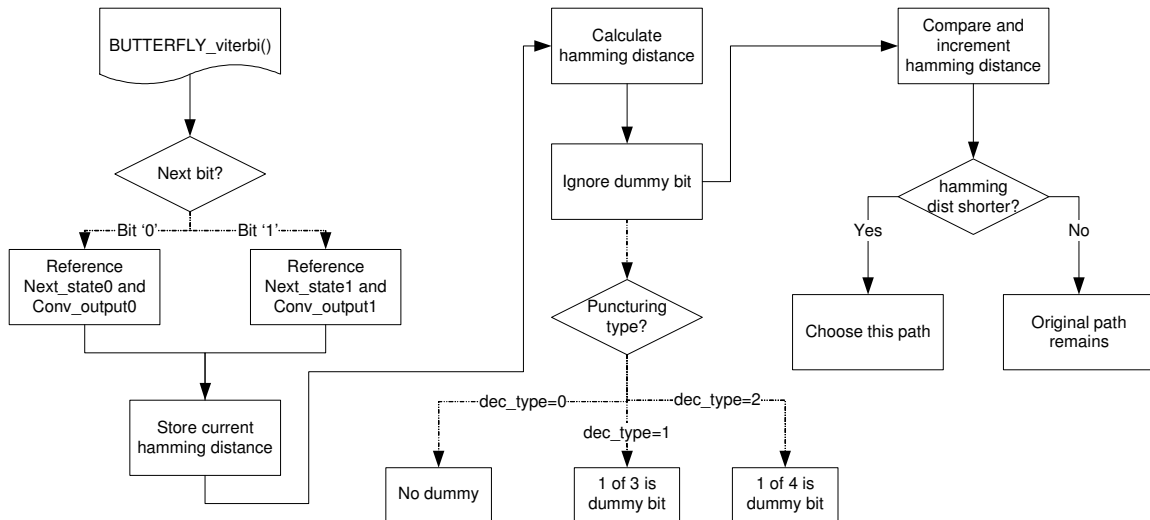 BUTTERFLY_viterbi()
Next bit?
Bit ‘0’
Bit ‘1’
Reference
Next_state0 and
Conv_output0
Reference
Next_state1 and
Conv_output1
Store current
hamming distance
Calculate
hamming distance
Ignore dummy bit
Puncturing
type?
dec_type=0
dec_type=2
dec_type=1
No dummy
1 of 3 is
dummy bit
1 of 4 is
dummy bit
Compare and
increment
hamming distance
hamming
dist shorter?
Yes
No
Choose this path
Original path
remains